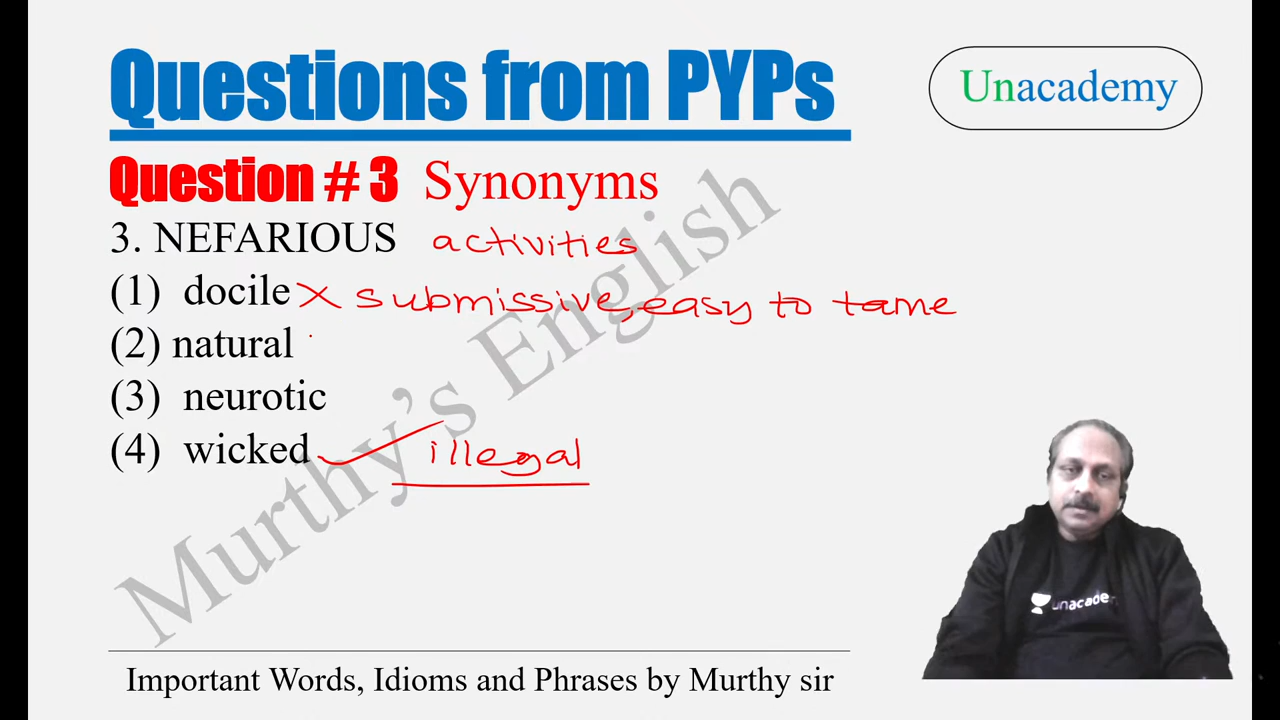 Questions from PYPs
Unacademy
Question # 3 Synonyms
3. NEFARIOUS activities
(1) docile X submissive, easy to tame
(2) natural
(3) neurotic
(4) wicked ✓ illegal
Murthy's English
unacade
Important Words, Idioms and Phrases by Murthy sir